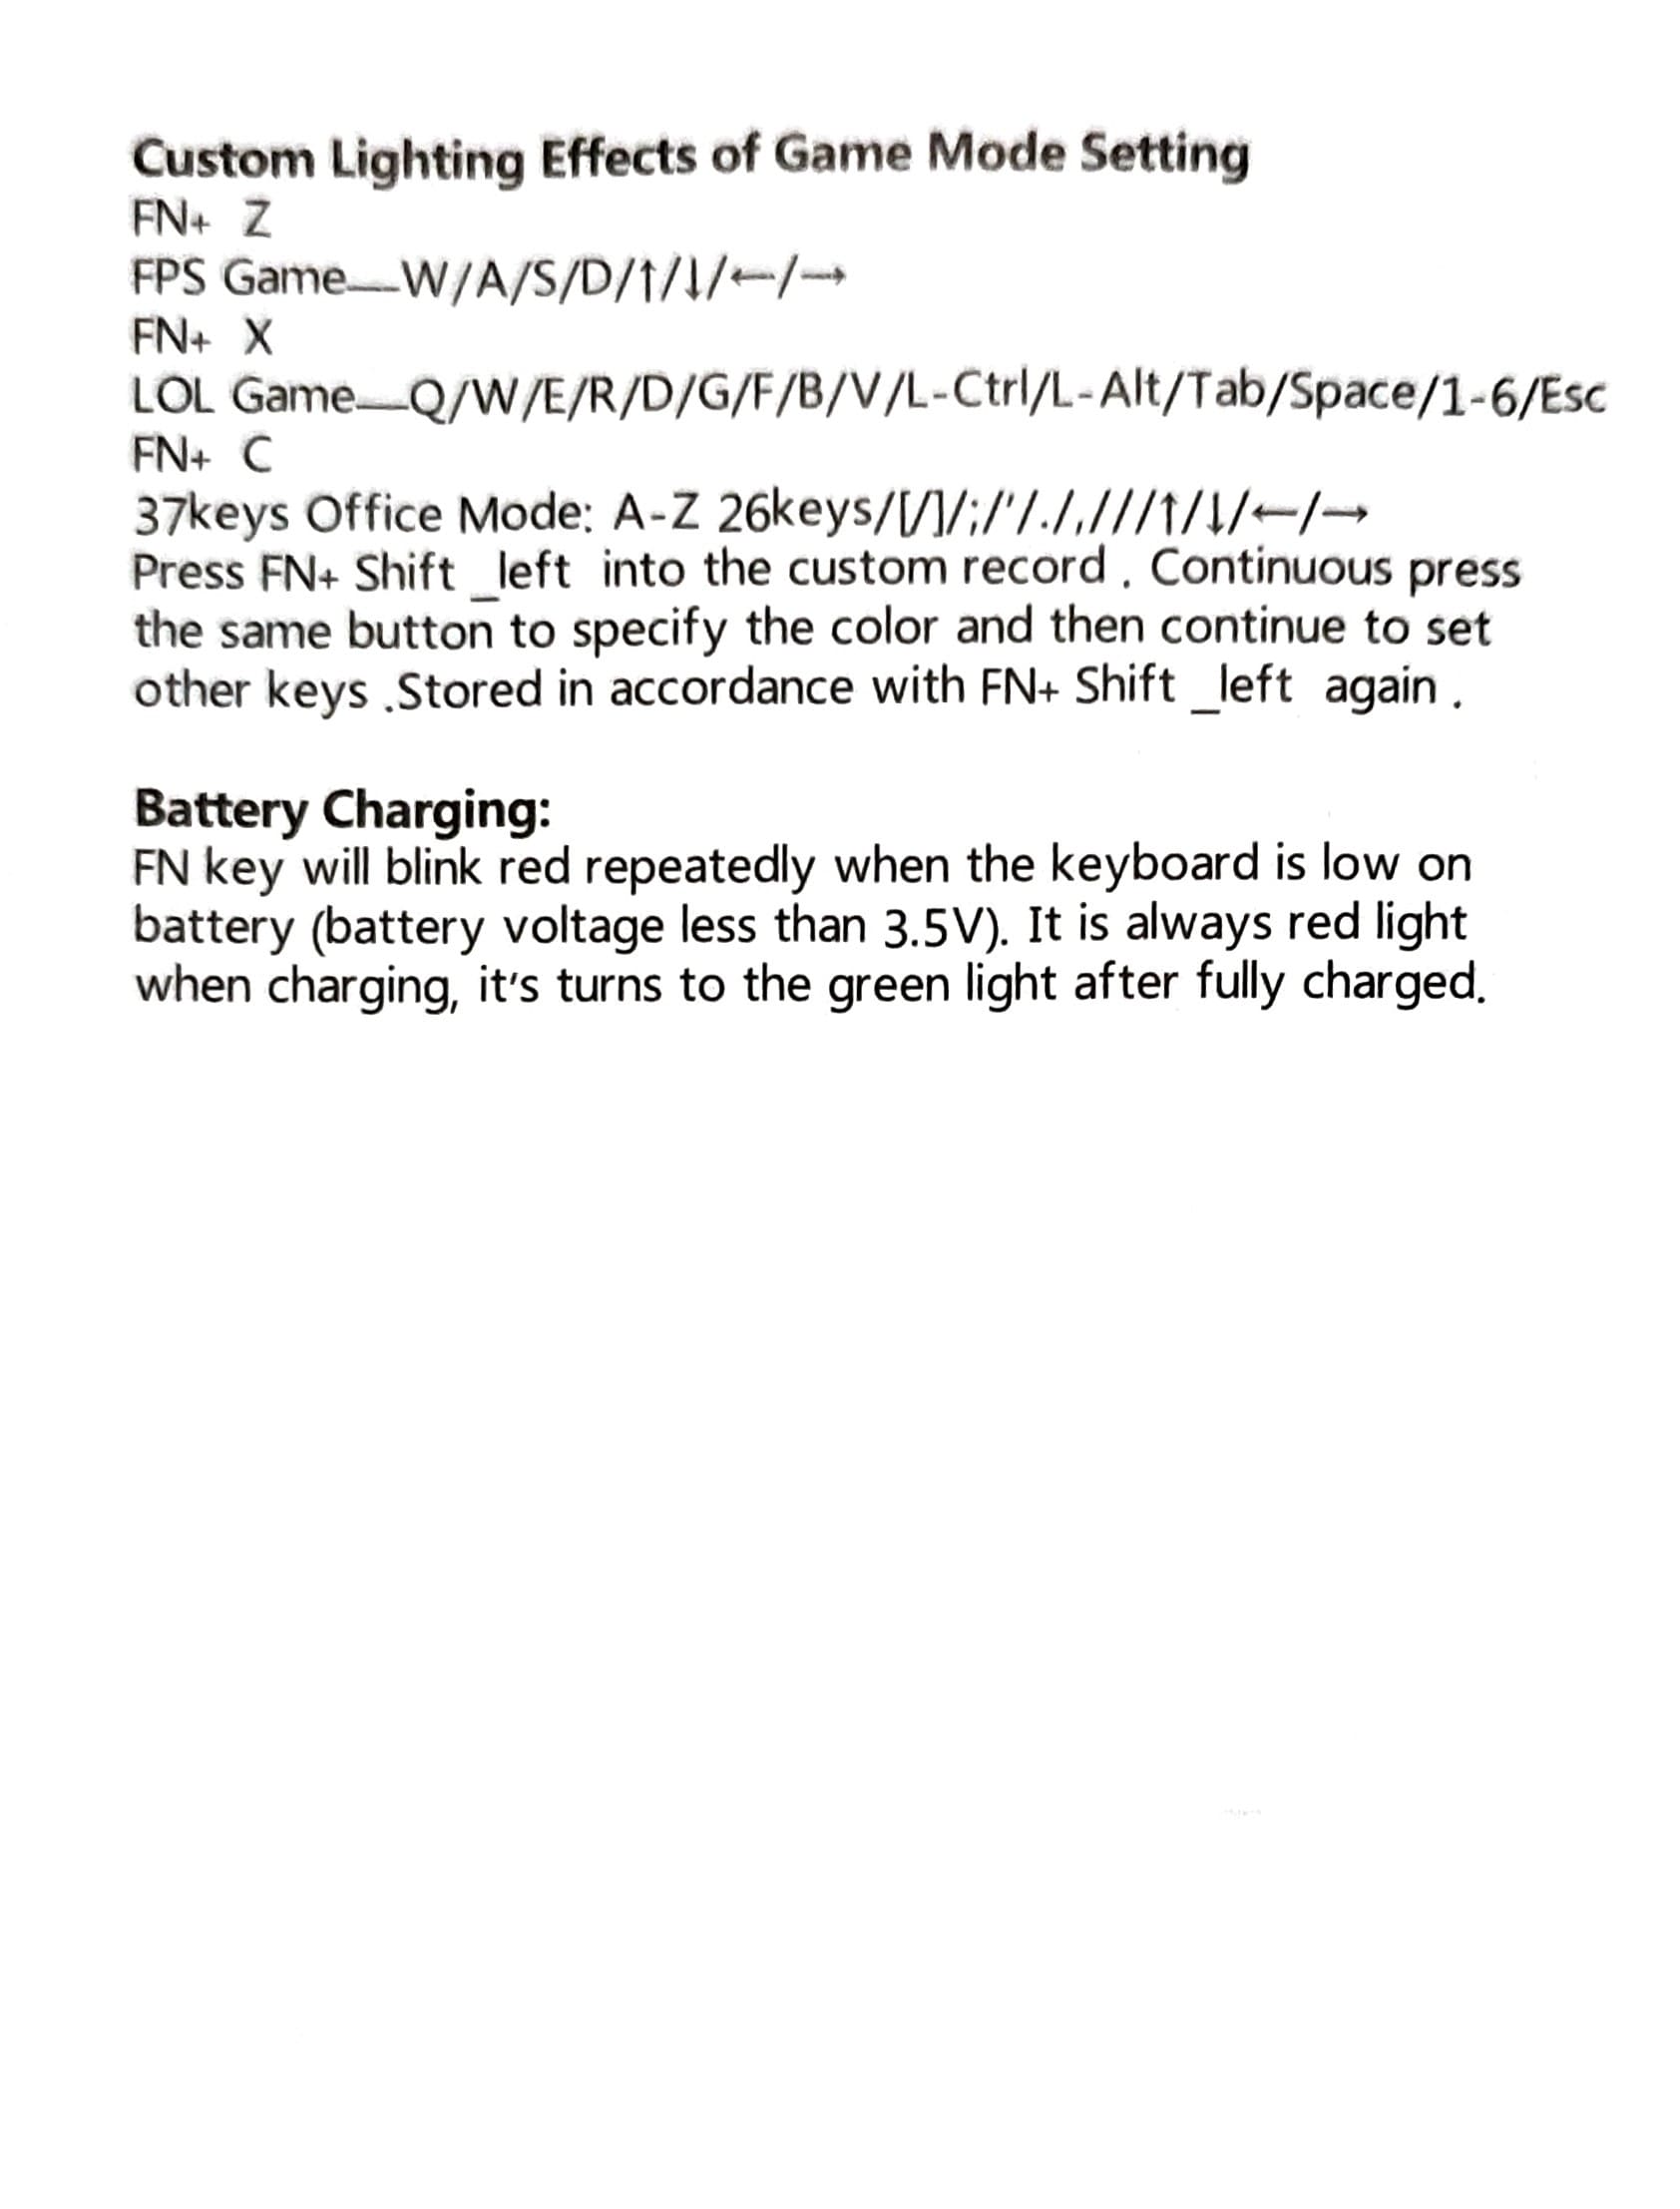 Custom Lighting Effects of Game Mode Setting
FN+ Z
FPS Game—W/A/S/D/↑/↓/←/→
FN+ X
LOL Game—Q/W/E/R/D/G/F/B/V/L-Ctrl/L-Alt/Tab/Space/1-6/Esc
FN+ C
37keys Office Mode: A-Z 26keys/[/]/;/'/./,///↑/↓/←/→
Press FN+ Shift _left into the custom record . Continuous press
the same button to specify the color and then continue to set
other keys .Stored in accordance with FN+ Shift _left again .
Battery Charging:
FN key will blink red repeatedly when the keyboard is low on
battery (battery voltage less than 3.5V). It is always red light
when charging, it's turns to the green light after fully charged.